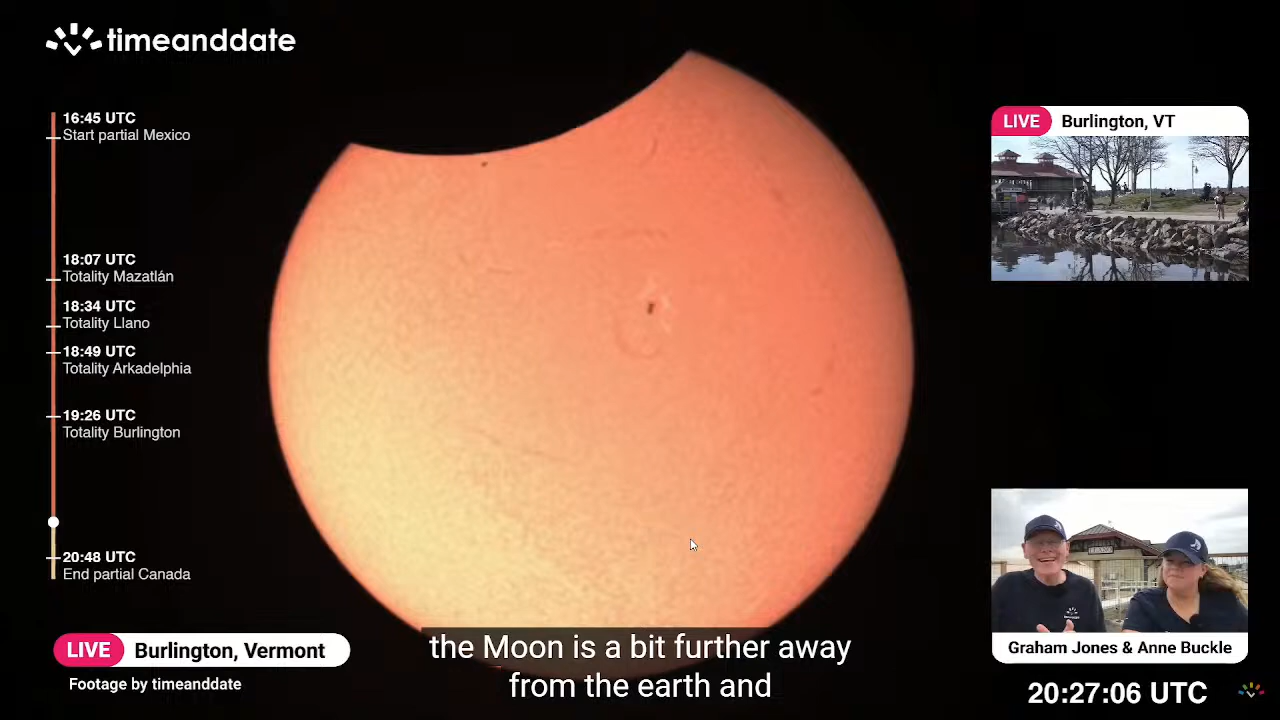 timeanddate
16:45 UTC
Start partial Mexico
18:07 UTC
Totality Mazatlán
18:34 UTC
Totality Llano
18:49 UTC
Totality Arkadelphia
19:26 UTC
Totality Burlington
20:48 UTC
End partial Canada
LIVE Burlington, Vermont
Footage by timeanddate
LIVE Burlington, VT
the Moon is a bit further away
from the earth and
Graham Jones & Anne Buckle
20:27:06 UTC